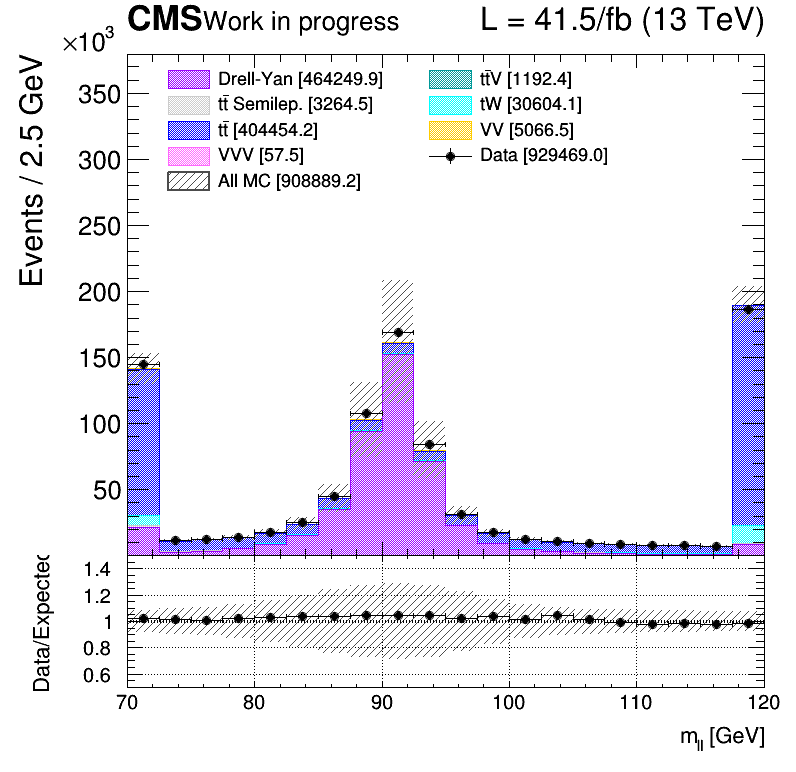 CMS Work in progress L = 41.5/fb (13 TeV)
×10³
Events / 2.5 GeV
350
300
250
200
150
100
50
Drell-Yan [464249.9]
tt̄ Semilep. [3264.5]
tt̄ [404454.2]
VVV [57.5]
All MC [908889.2]
tt̄V [1192.4]
tW [30604.1]
VV [5066.5]
Data [929469.0]
Data/Expected
1.4
1.2
1
0.8
0.6
70 80 90 100 110 120
m_ll [GeV]